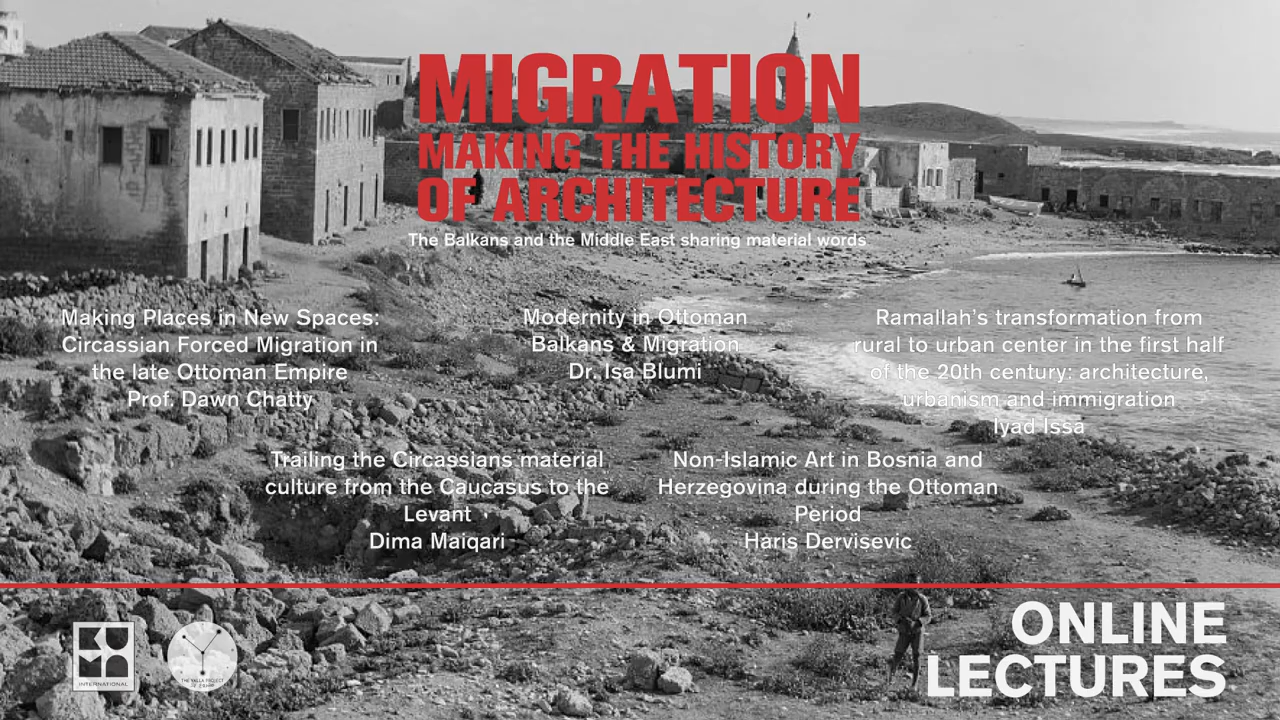 MIGRATION
MAKING THE HISTORY
OF ARCHITECTURE
The Balkans and the Middle East sharing material words
Making Places in New Spaces:
Circassian Forced Migration in
the late Ottoman Empire
Prof. Dawn Chatty
Modernity in Ottoman
Balkans & Migration
Dr. Isa Blumi
Ramallah's transformation from
rural to urban center in the first half
of the 20th century: architecture,
urbanism and immigration
Iyad Issa
Trailing the Circassians material
culture from the Caucasus to the
Levant
Dima Maiqari
Non-Islamic Art in Bosnia and
Herzegovina during the Ottoman
Period
Haris Dervisevic
INTERNATIONAL
THE YALLA PROJECT
ONLINE
LECTURES